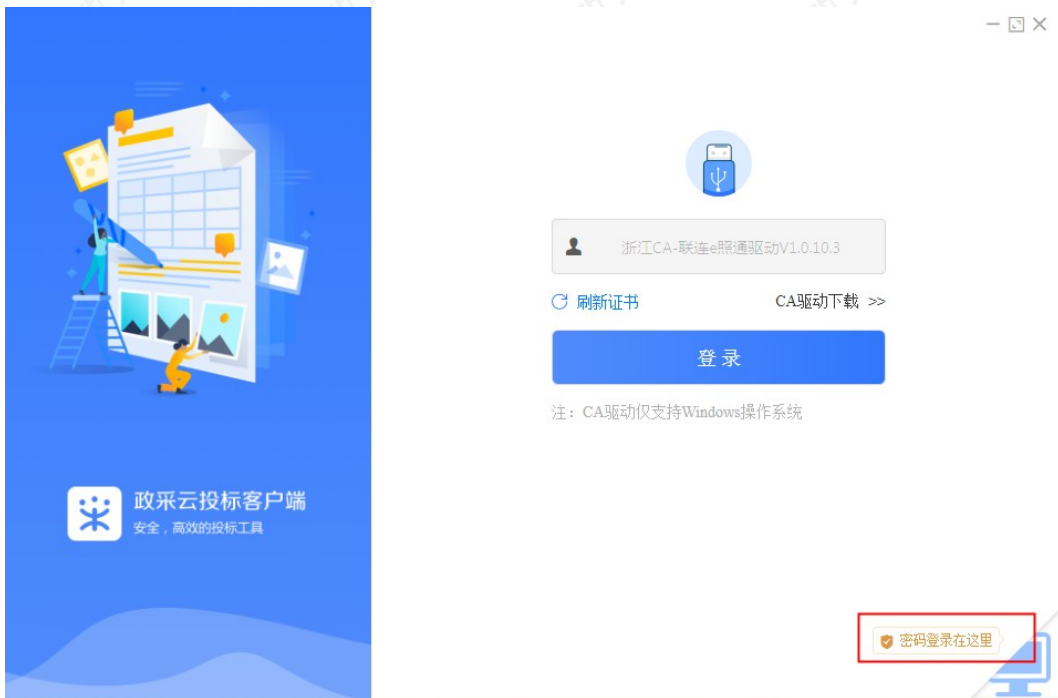 浙江CA-联连e照通驱动V1.0.10.3
刷新证书
CA驱动下载 >>
登录
注：CA驱动仅支持Windows操作系统
政采云投标客户端
安全，高效的投标工具
密码登录在这里